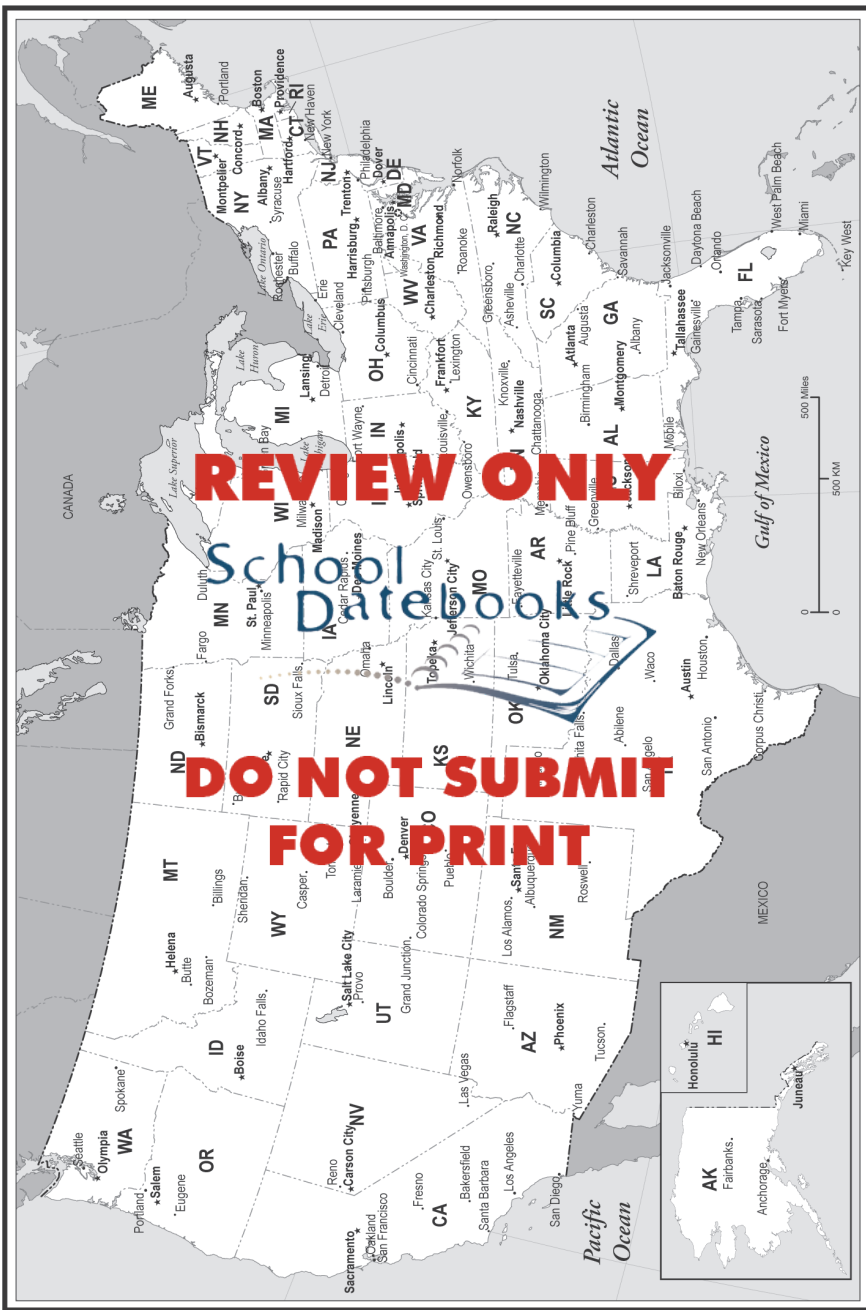 REVIEW ONLY
School
Datebooks
DO NOT SUBMIT
FOR PRINT
CANADA
MEXICO
Pacific
Ocean
Atlantic
Ocean
Gulf of Mexico
Lake Superior
Lake
Huron
Lake
Erie
Lake Ontario
WA
Seattle
Olympia
Spokane
OR
Portland
Salem
Eugene
CA
Sacramento
Oakland
San Francisco
Fresno
Bakersfield
Santa Barbara
Los Angeles
San Diego
NV
Reno
Carson City
Las Vegas
ID
Boise
Idaho Falls
MT
Helena
Butte
Bozeman
Billings
WY
Sheridan
Casper
Laramie
UT
Salt Lake City
Provo
CO
Grand Junction
Boulder
Denver
Colorado Springs
Pueblo
AZ
Flagstaff
Phoenix
Tucson
Yuma
NM
Los Alamos
Albuquerque
Roswell
ND
Grand Forks
Fargo
Bismarck
SD
Rapid City
Sioux Falls
NE
Lincoln
KS
Topeka
Wichita
OK
Tulsa
Oklahoma City
Dallas
Waco
Abilene
Austin
Houston
San Antonio
Corpus Christi
MN
Duluth
St. Paul
Minneapolis
IA
Cedar Rapids
Des Moines
MO
Kansas City
St. Louis
Jefferson City
AR
Fayetteville
Little Rock
Pine Bluff
LA
Shreveport
Baton Rouge
New Orleans
WI
Madison
MI
Lansing
Detroit
IN
OH
Cleveland
Columbus
Cincinnati
KY
Frankfort
Lexington
Owensboro
Knoxville
Nashville
Chattanooga
Greenville
Jackson
Biloxi
AL
Birmingham
Montgomery
Mobile
GA
Atlanta
Augusta
Albany
Savannah
FL
Tallahassee
Jacksonville
Gainesville
Daytona Beach
Orlando
Tampa
Sarasota
Fort Myers
West Palm Beach
Miami
Key West
SC
Columbia
Charleston
NC
Raleigh
Greensboro
Charlotte
Asheville
Wilmington
VA
Richmond
Roanoke
Norfolk
WV
Charleston
MD
Annapolis
Baltimore
Washington, D. C.
DE
Dover
PA
Erie
Pittsburgh
Harrisburg
Philadelphia
NJ
Trenton
NY
Albany
Syracuse
Rochester
Buffalo
New York
CT
Hartford
New Haven
RI
Providence
MA
Boston
VT
Montpelier
NH
Concord
ME
Augusta
Portland
AK
Fairbanks
Anchorage
Juneau
HI
Honolulu
0
500 KM
0
500 Miles